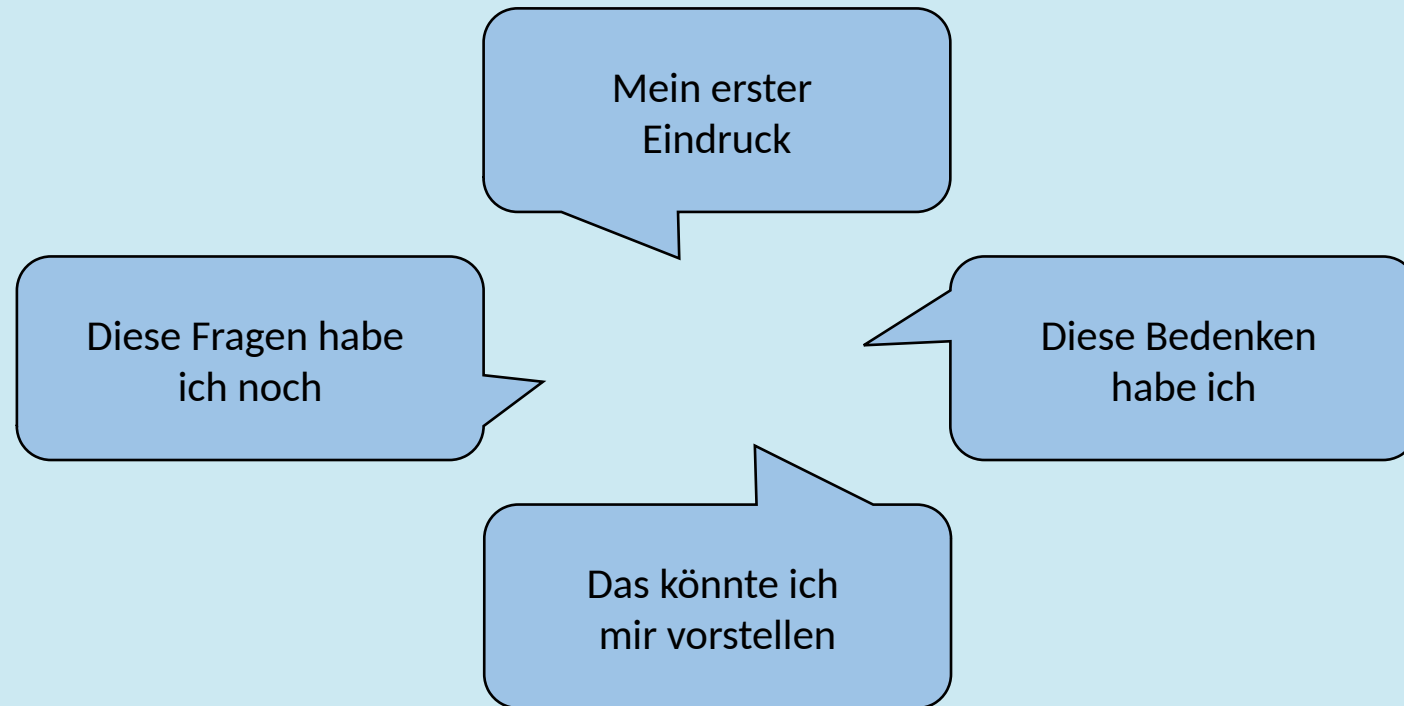 Mein erster
Eindruck
Diese Fragen habe
ich noch
Diese Bedenken
habe ich
Das könnte ich
mir vorstellen